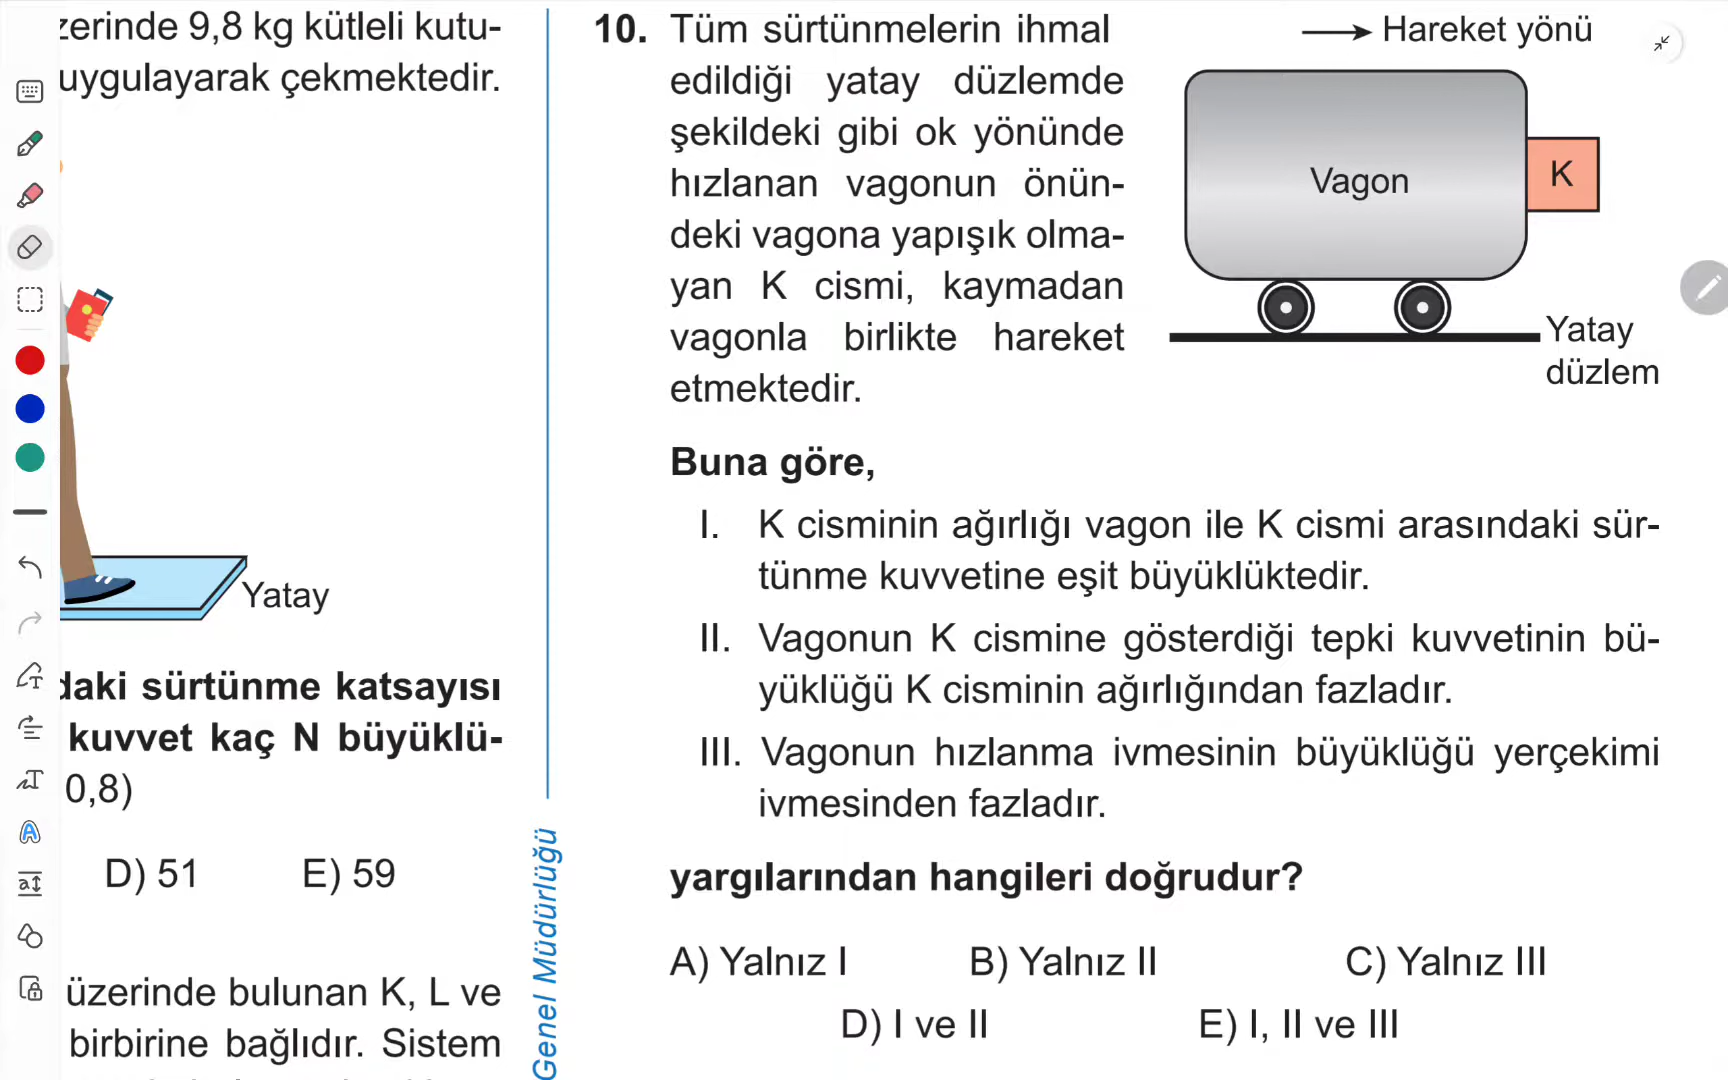 zerinde 9,8 kg kütleli kutu-
uygulayarak çekmektedir.
Yatay
daki sürtünme katsayısı
kuvvet kaç N büyüklü-
0,8)
D) 51 E) 59
üzerinde bulunan K, L ve
birbirine bağlıdır. Sistem
Genel Müdürlüğü
10. Tüm sürtünmelerin ihmal
edildiği yatay düzlemde
şekildeki gibi ok yönünde
hızlanan vagonun önün-
deki vagona yapışık olma-
yan K cismi, kaymadan
vagonla birlikte hareket
etmektedir.
Hareket yönü
Vagon
K
Yatay
düzlem
Buna göre,
I. K cisminin ağırlığı vagon ile K cismi arasındaki sür-
tünme kuvvetine eşit büyüklüktedir.
II. Vagonun K cismine gösterdiği tepki kuvvetinin bü-
yüklüğü K cisminin ağırlığından fazladır.
III. Vagonun hızlanma ivmesinin büyüklüğü yerçekimi
ivmesinden fazladır.
yargılarından hangileri doğrudur?
A) Yalnız I B) Yalnız II C) Yalnız III
D) I ve II E) I, II ve III